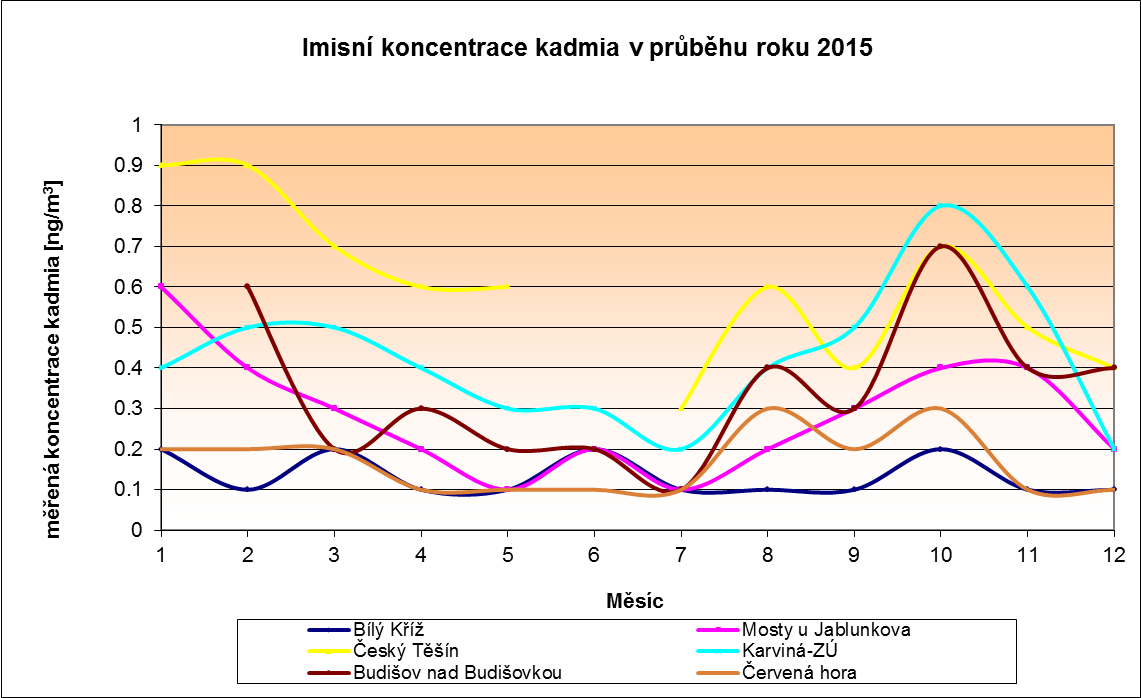 Imisní koncentrace kadmia v průběhu roku 2015
měřená koncentrace kadmia [ng/m³]
1
0.9
0.8
0.7
0.6
0.5
0.4
0.3
0.2
0.1
0
1 2 3 4 5 6 7 8 9 10 11 12
Měsíc
Bílý Kříž Mosty u Jablunkova
Český Těšín Karviná-ZÚ
Budišov nad Budišovkou Červená hora